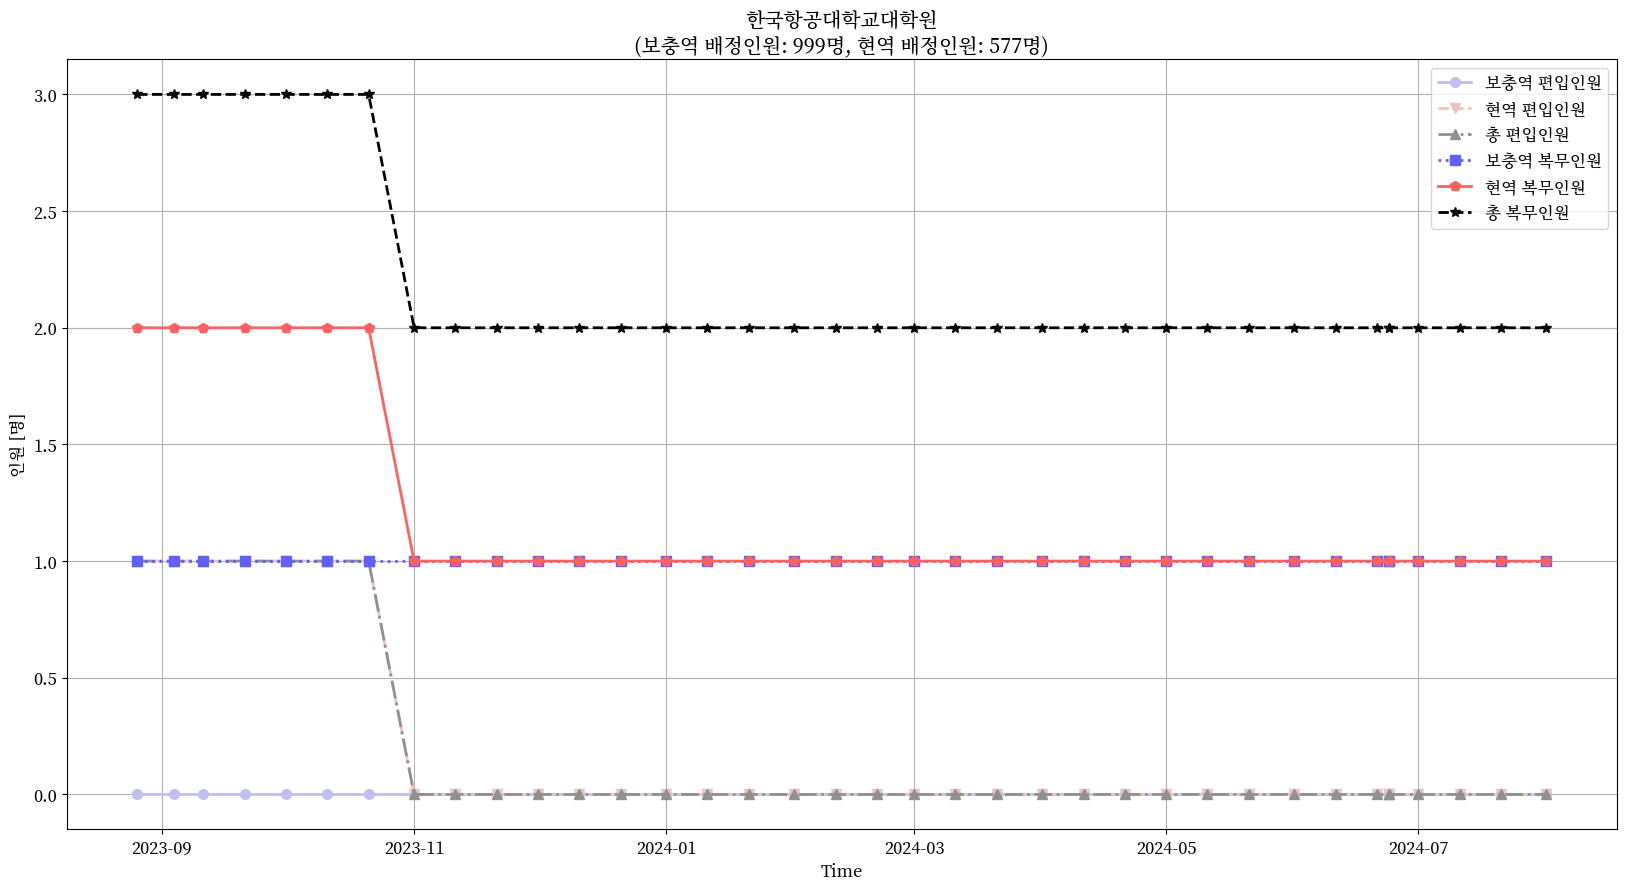 한국항공대학교대학원
(보충역 배정인원: 999명, 현역 배정인원: 577명)
보충역 편입인원
현역 편입인원
총 편입인원
보충역 복무인원
현역 복무인원
총 복무인원
인원 [명]
3.0
2.5
2.0
1.5
1.0
0.5
0.0
2023-09
2023-11
2024-01
2024-03
2024-05
2024-07
Time